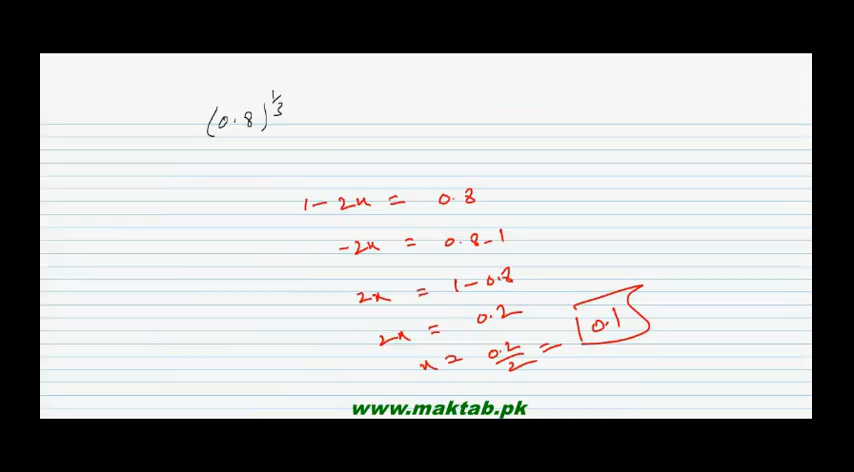 (0.8)^1/3
1 - 2x = 0.8
-2x = 0.8 - 1
2x = 1 - 0.8
2x = 0.2
x = 0.2/2 = 0.1
www.maktab.pk